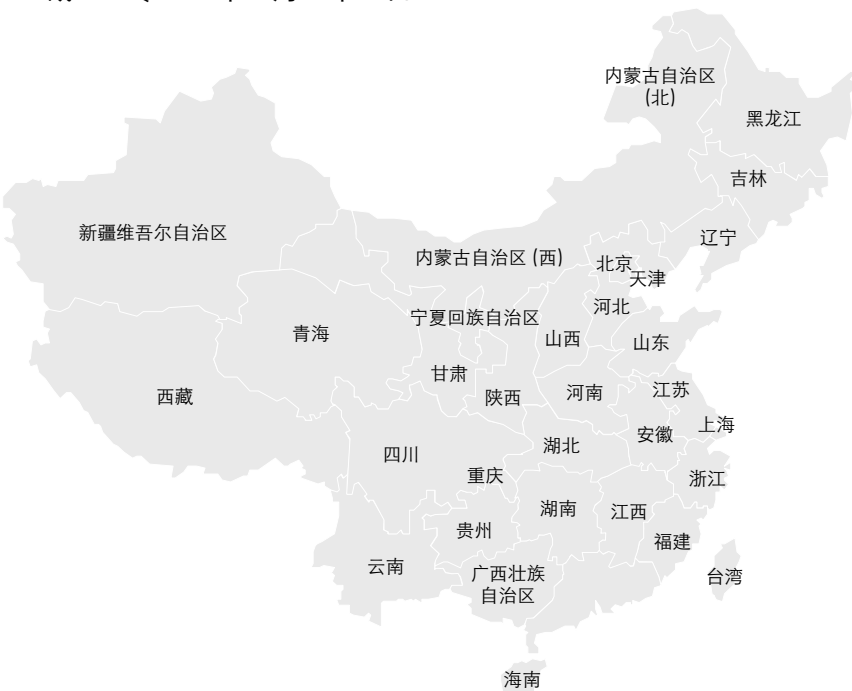 内蒙古自治区
(北)
黑龙江
吉林
新疆维吾尔自治区
辽宁
内蒙古自治区 (西)
北京
天津
宁夏回族自治区
河北
青海
山西
山东
甘肃
西藏
陕西
河南
江苏
上海
安徽
湖北
四川
重庆
浙江
湖南
江西
贵州
福建
云南
广西壮族
自治区
台湾
海南